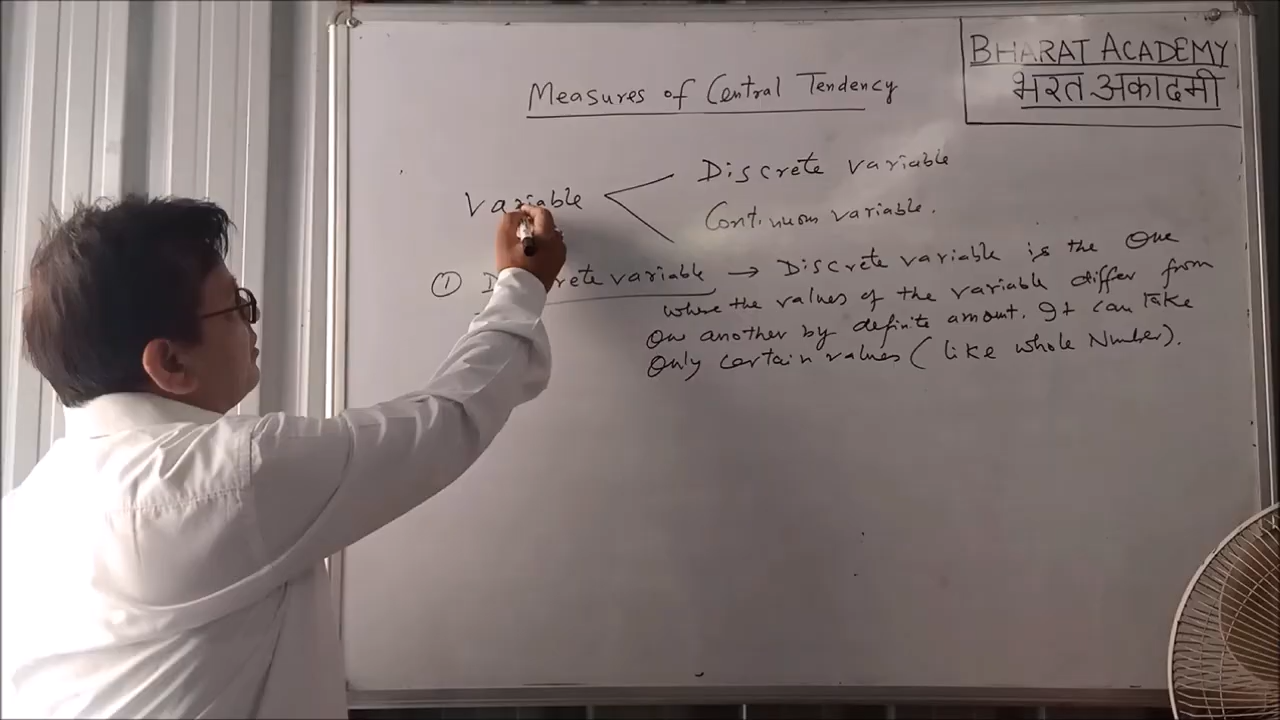 BHARAT ACADEMY
भारत अकादमी
Measures of Central Tendency
Variable
Discrete variable
Continuous variable.
① Discrete variable → Discrete variable is the One
where the values of the variable differ from
One another by definite amount. It can take
Only certain values (like whole Number).